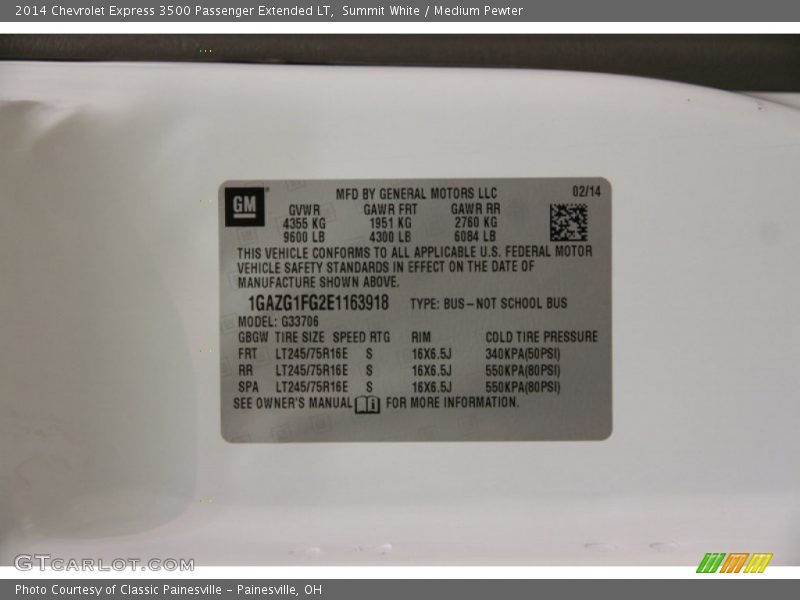 2014 Chevrolet Express 3500 Passenger Extended LT, Summit White / Medium Pewter
GM
MFD BY GENERAL MOTORS LLC 02/14
GVWR GAWR FRT GAWR RR
4355 KG 1951 KG 2760 KG
9600 LB 4300 LB 6084 LB
THIS VEHICLE CONFORMS TO ALL APPLICABLE U.S. FEDERAL MOTOR
VEHICLE SAFETY STANDARDS IN EFFECT ON THE DATE OF
MANUFACTURE SHOWN ABOVE.
1GAZG1FG2E1163918 TYPE: BUS – NOT SCHOOL BUS
MODEL: G33706
GBGW TIRE SIZE SPEED RTG RIM COLD TIRE PRESSURE
FRT LT245/75R16E S 16X6.5J 340KPA(50PSI)
RR LT245/75R16E S 16X6.5J 550KPA(80PSI)
SPA LT245/75R16E S 16X6.5J 550KPA(80PSI)
SEE OWNER'S MANUAL i FOR MORE INFORMATION.
GTCARLOT.COM
Photo Courtesy of Classic Painesville – Painesville, OH